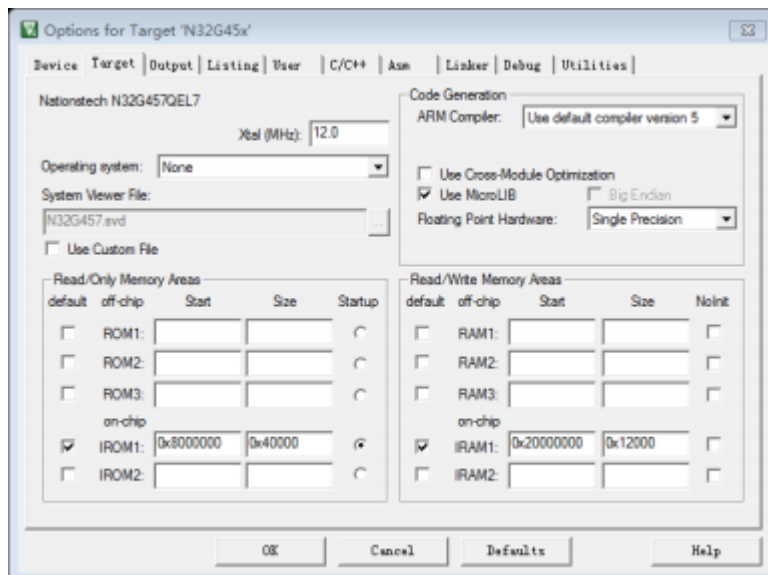 Options for Target 'N32G45x'
Device Target Output Listing User C/C++ Asm Linker Debug Utilities
Nationstech N32G457QEL7
Xtal (MHz): 12.0
Operating system: None
System Viewer File:
N32G457.svd ...
Use Custom File
Code Generation
ARM Compiler: Use default compiler version 5
Use Cross-Module Optimization
Use MicroLIB Big Endian
Floating Point Hardware: Single Precision
Read/Only Memory Areas
default off-chip Start Size Startup
ROM1:
ROM2:
ROM3:
on-chip
IROM1: 0x8000000 0x40000
IROM2:
Read/Write Memory Areas
default off-chip Start Size NoInit
RAM1:
RAM2:
RAM3:
on-chip
IRAM1: 0x20000000 0x12000
IRAM2:
OK Cancel Defaults Help